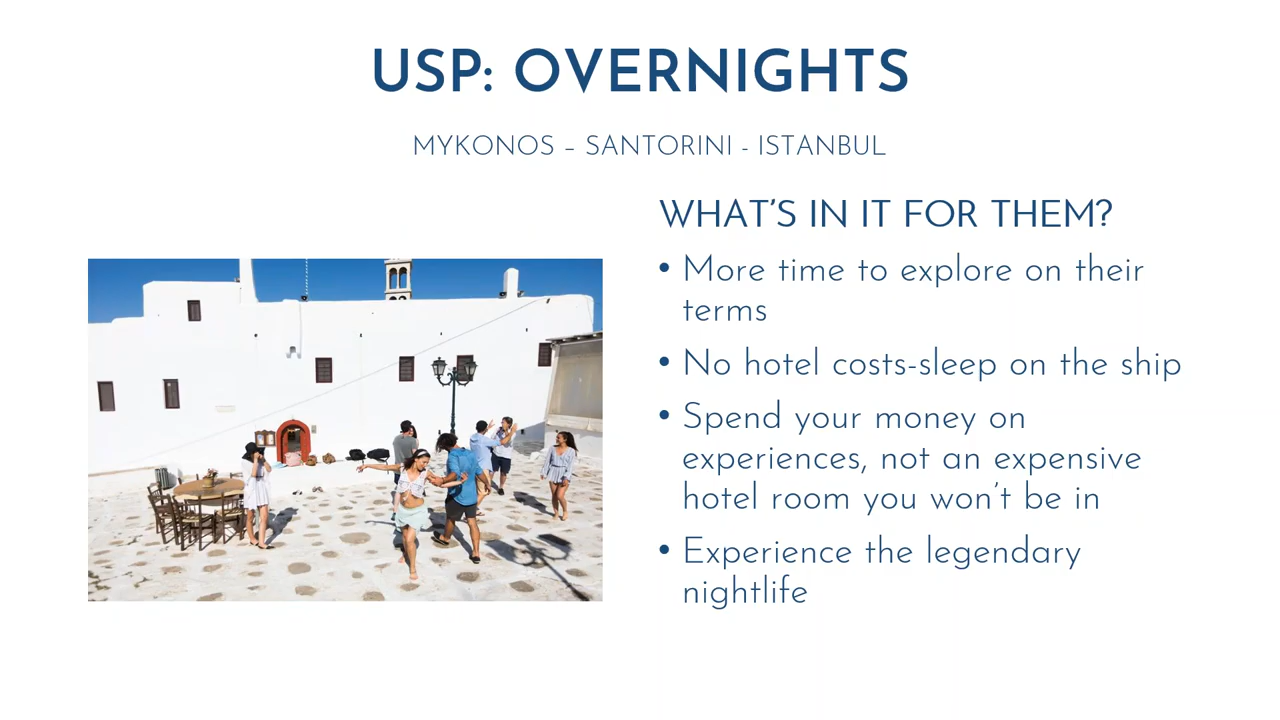 USP: OVERNIGHTS
MYKONOS – SANTORINI - ISTANBUL
WHAT'S IN IT FOR THEM?
• More time to explore on their
terms
• No hotel costs-sleep on the ship
• Spend your money on
experiences, not an expensive
hotel room you won't be in
• Experience the legendary
nightlife